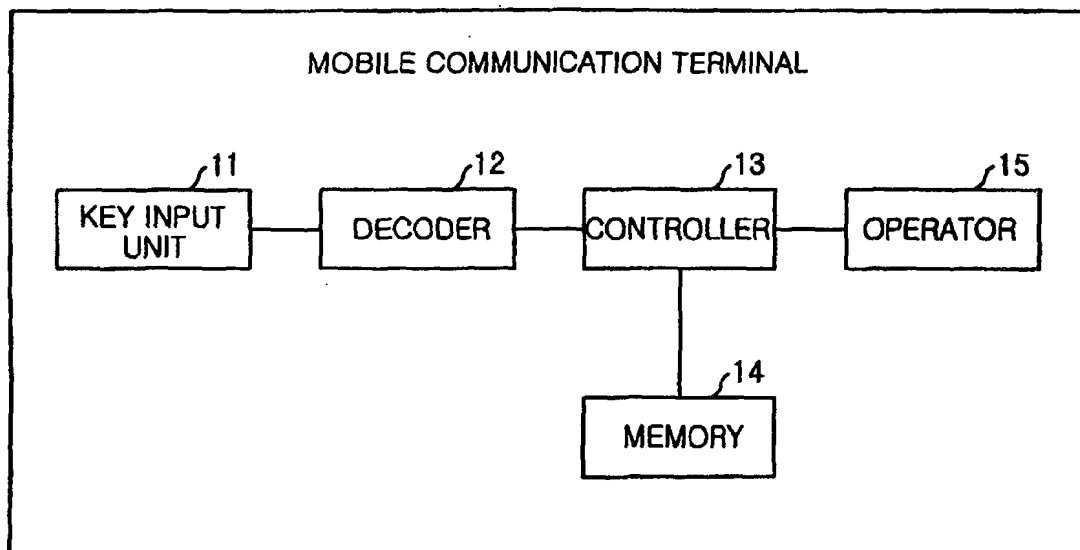 MOBILE COMMUNICATION TERMINAL
11
12
13
15
KEY INPUT
UNIT
DECODER
CONTROLLER
OPERATOR
14
MEMORY